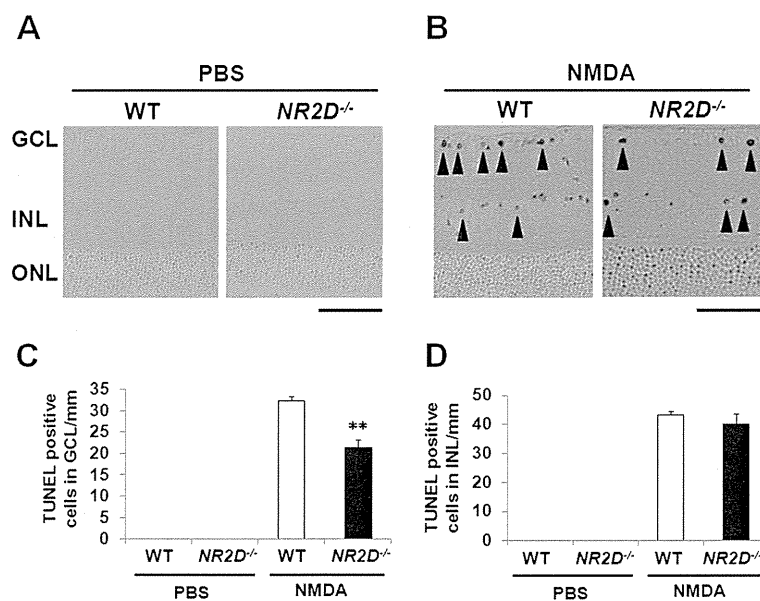 A
B
PBS
NMDA
WT
NR2D-/-
WT
NR2D-/-
GCL
INL
ONL
C
D
TUNEL positive
cells in GCL/mm
35
30
25
20
15
10
5
0
**
WT
NR2D-/-
WT
NR2D-/-
PBS
NMDA
TUNEL positive
cells in INL/mm
50
40
30
20
10
0
WT
NR2D-/-
WT
NR2D-/-
PBS
NMDA